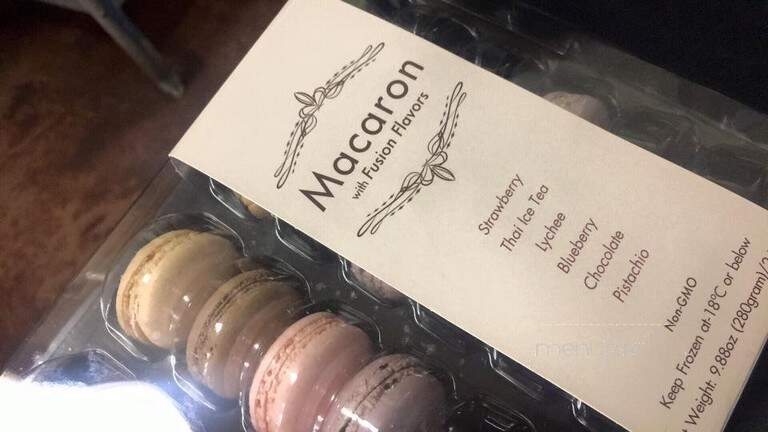 Macaron
with Fusion Flavors
Strawberry
Thai Ice Tea
Lychee
Blueberry
Chocolate
Pistachio
Non-GMO
Keep Frozen at-18°C or below
Weight: 9.88oz (280gram)/